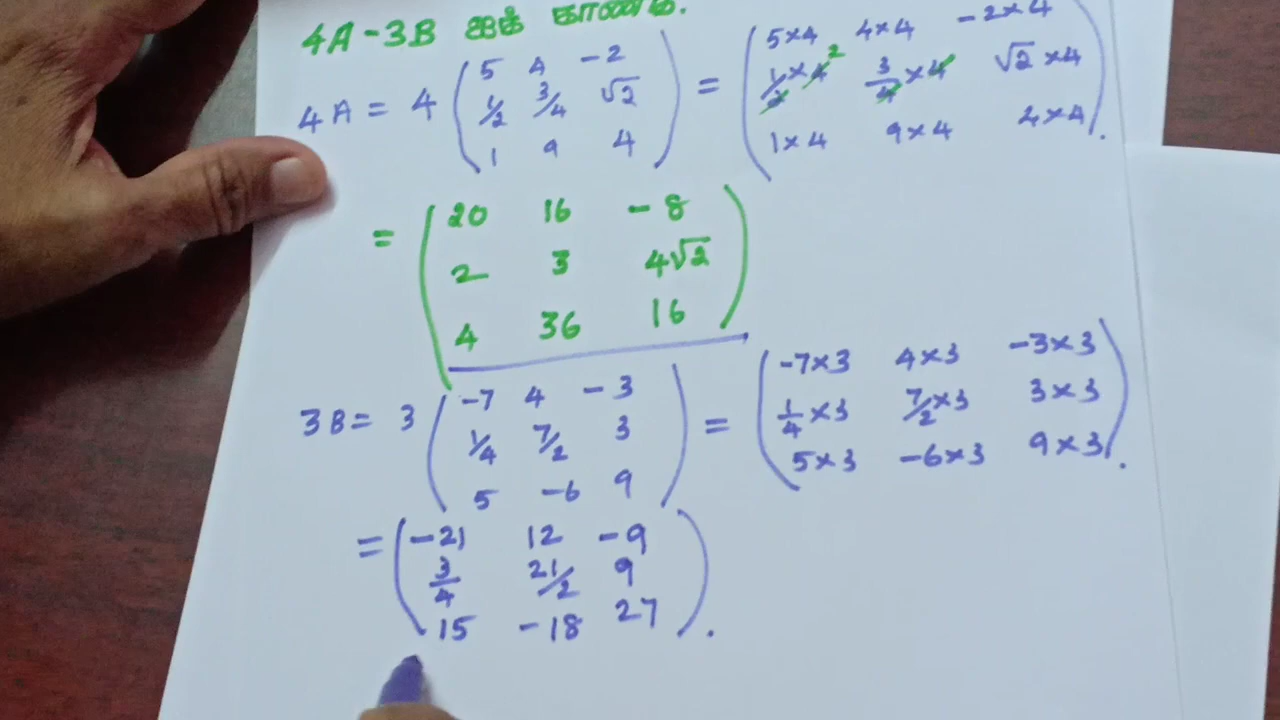 4A - 3B ஐக் காண்க.
4A = 4 ( 5 4 -2 ) = ( 5×4 4×4 -2×4 )
( 1/2 3/4 √2 ) ( 1/2×4 2 3/4×4 √2×4 )
( 1 9 4 ) ( 1×4 9×4 4×4 ).
= ( 20 16 -8 )
( 2 3 4√2 )
( 4 36 16 )
3B = 3 ( -7 4 -3 ) = ( -7×3 4×3 -3×3 )
( 1/4 7/2 3 ) ( 1/4×3 7/2×3 3×3 )
( 5 -6 9 ) ( 5×3 -6×3 9×3 ).
= ( -21 12 -9 )
( 3/4 21/2 9 )
( 15 -18 27 ).